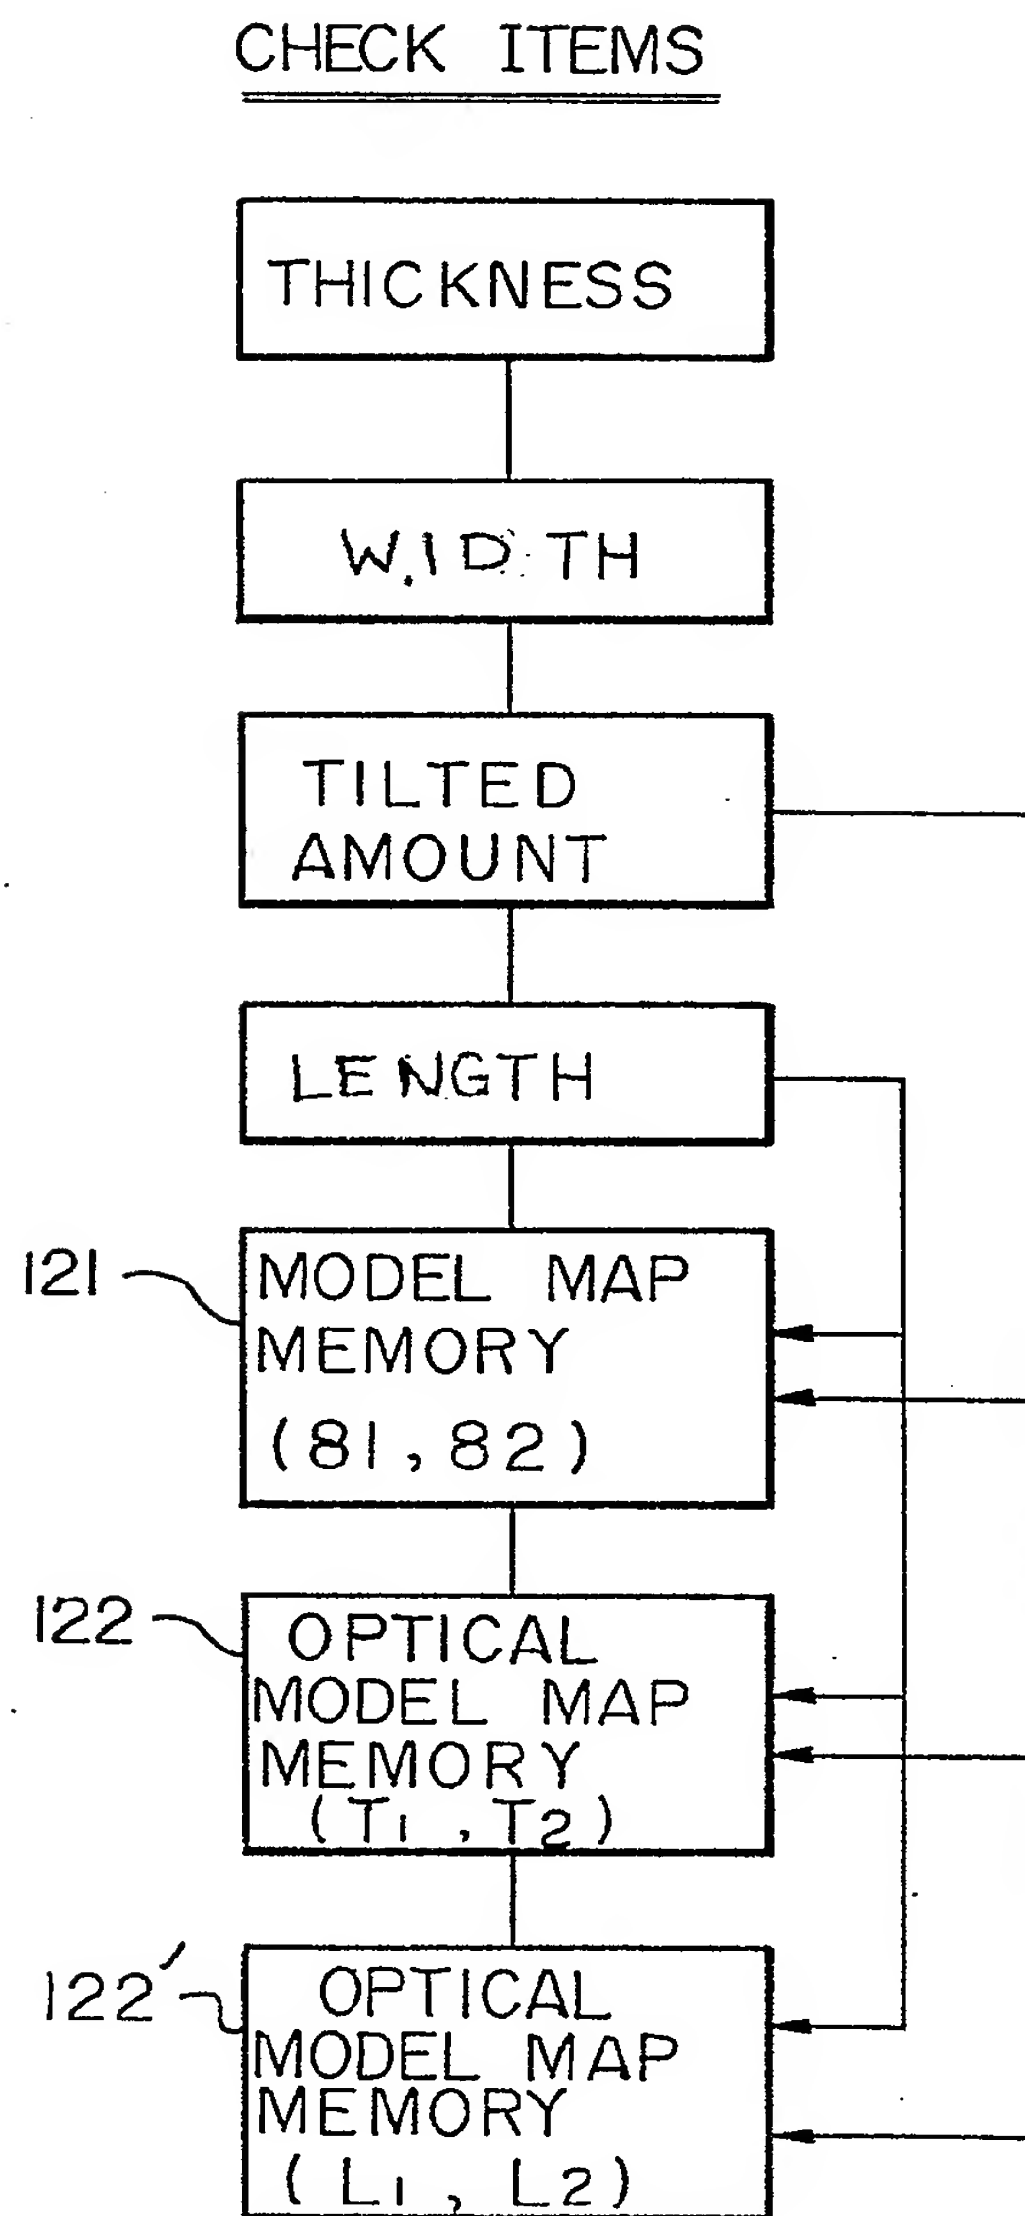 CHECK ITEMS
THICKNESS
WIDTH
TILTED
AMOUNT
LENGTH
121
MODEL MAP
MEMORY
(81, 82)
122
OPTICAL
MODEL MAP
MEMORY
(T1, T2)
122'
OPTICAL
MODEL MAP
MEMORY
(L1, L2)